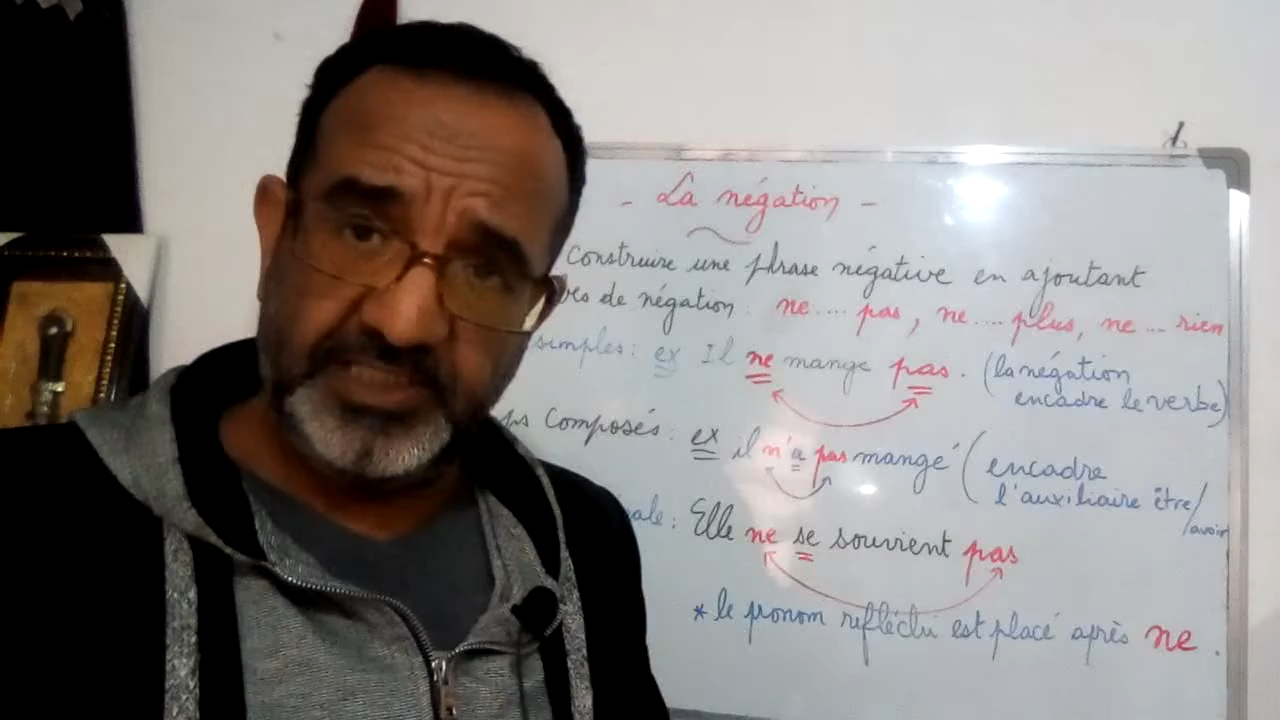 - La négation -
Construire une phrase négative en ajoutant
de négation : ne .... pas, ne .... plus, ne ... rien
simples : ex Il ne mange pas. (la négation
encadre le verbe)
Composés : ex il n'a pas mangé (encadre
l'auxiliaire être/
avoir
Elle ne se souvient pas
* le pronom réfléchi est placé après ne.